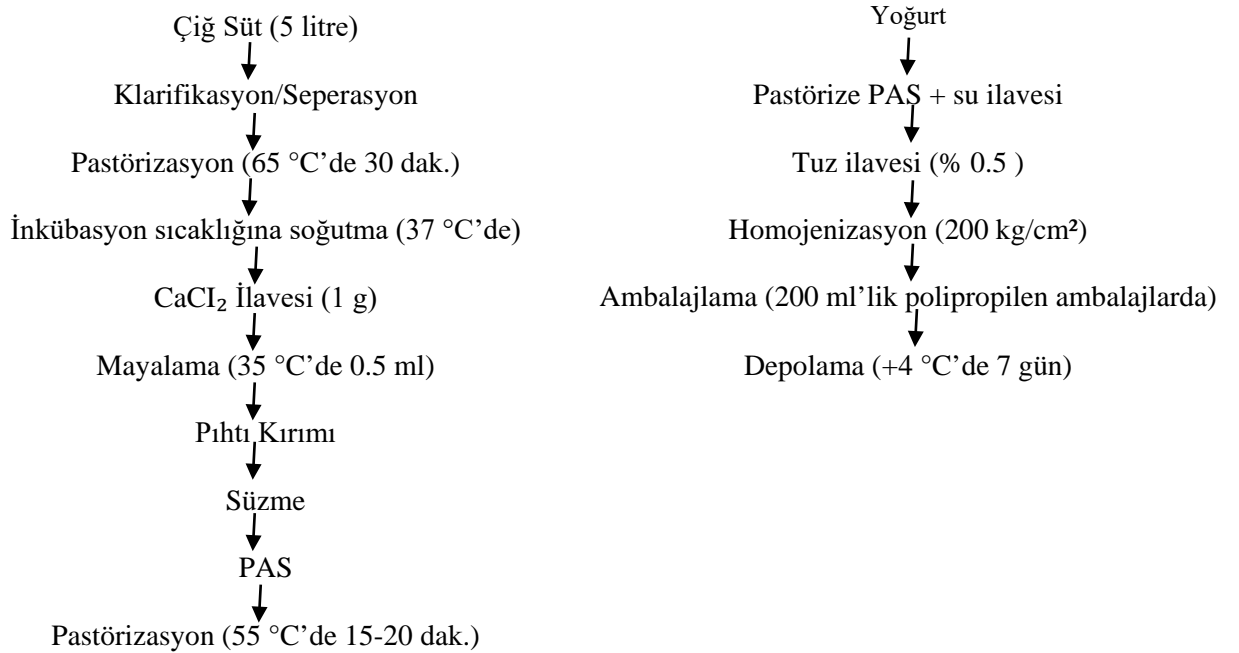 Çiğ Süt (5 litre)
Klarifikasyon/Seperasyon
Pastörizasyon (65 °C’de 30 dak.)
İnkübasyon sıcaklığına soğutma (37 °C’de)
CaCI₂ İlavesi (1 g)
Mayalama (35 °C’de 0.5 ml)
Pıhtı Kırımı
Süzme
PAS
Pastörizasyon (55 °C’de 15-20 dak.)
Yoğurt
Pastörize PAS + su ilavesi
Tuz ilavesi (% 0.5 )
Homojenizasyon (200 kg/cm²)
Ambalajlama (200 ml’lik polipropilen ambalajlarda)
Depolama (+4 °C’de 7 gün)